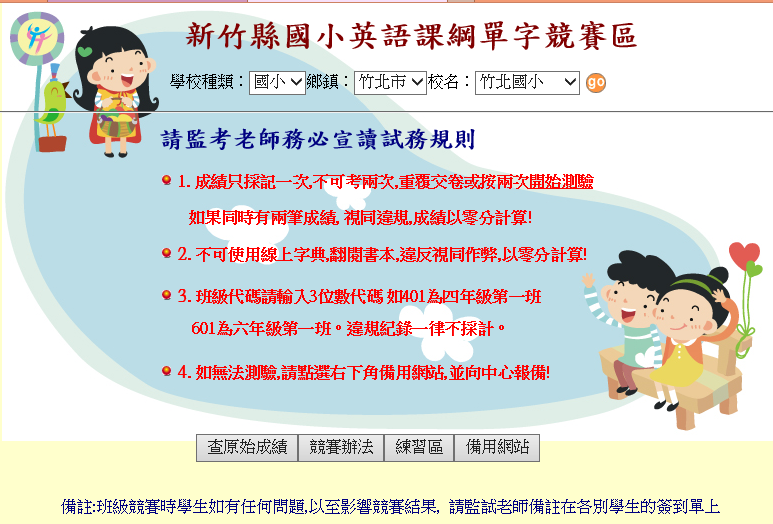 新竹縣國小英語課綱單字競賽區
學校種類：國小 鄉鎮：竹北市 校名：竹北國小 go
請監考老師務必宣讀試務規則
1. 成績只採記一次,不可考兩次,重覆交卷或按兩次開始測驗
如果同時有兩筆成績, 視同違規,成績以零分計算!
2. 不可使用線上字典,翻閱書本,違反視同作弊,以零分計算!
3. 班級代碼請輸入3位數代碼 如401為四年級第一班
601為六年級第一班。違規紀錄一律不採計。
4. 如無法測驗,請點選右下角備用網站,並向中心報備!
查原始成績 競賽辦法 練習區 備用網站
備註:班級競賽時學生如有任何問題,以至影響競賽結果, 請監試老師備註在各別學生的簽到單上